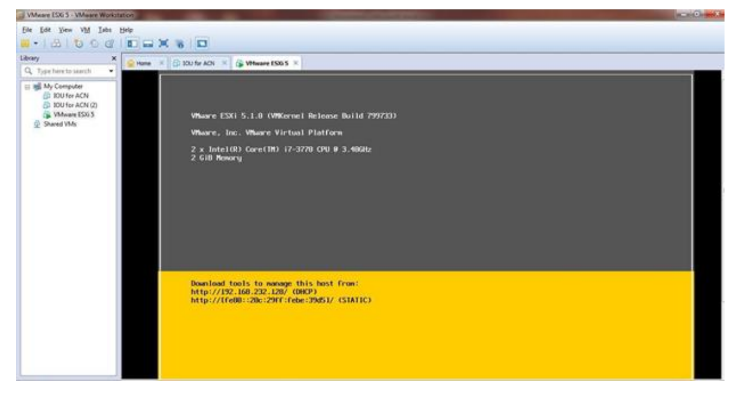 VMware ESXi 5 - VMware Workstation
File Edit View VM Tabs Help
Library
Home
IOU for ACN
VMware ESXi 5
Type here to search
My Computer
IOU for ACN
IOU for ACN (2)
VMware ESXi 5
Shared VMs
VMware ESXi 5.1.0 (VMKernel Release Build 799733)
VMware, Inc. VMware Virtual Platform
2 x Intel(R) Core(TM) i7-3770 CPU @ 3.40GHz
2 GiB Memory
Download tools to manage this host from:
http://192.168.232.128/ (DHCP)
http://[fe80::20c:29ff:febe:39d5]/ (STATIC)